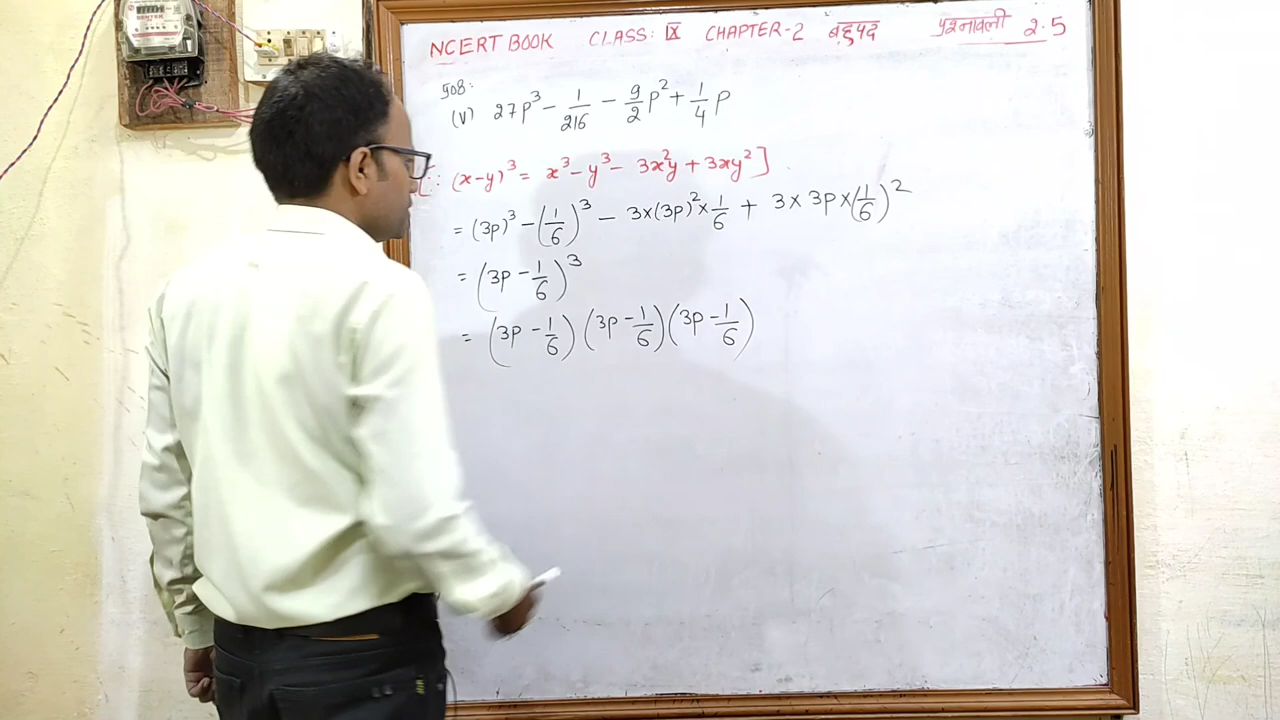 NCERT BOOK CLASS: IX CHAPTER-2 बहुपद प्रश्नावली 2.5
प्र08:
(v) 27p³ - 1/216 - 9/2 p² + 1/4 p
[∵ (x-y)³ = x³ - y³ - 3x²y + 3xy²]
= (3p)³ - (1/6)³ - 3×(3p)²×1/6 + 3×3p×(1/6)²
= (3p - 1/6)³
= (3p - 1/6)(3p - 1/6)(3p - 1/6)